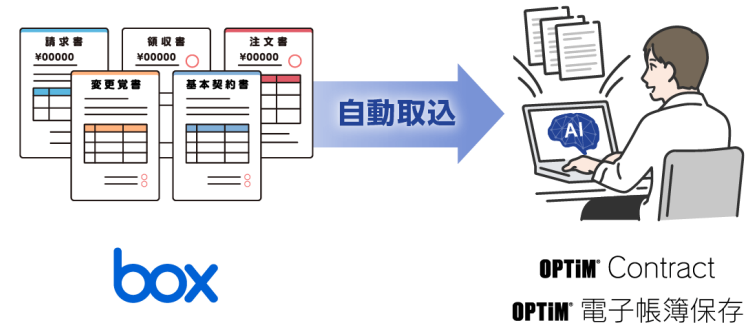 請求書
¥00000
領収書
¥00000
注文書
¥00000
変更覚書
基本契約書
自動取込
AI
box
OPTiM® Contract
OPTiM® 電子帳簿保存